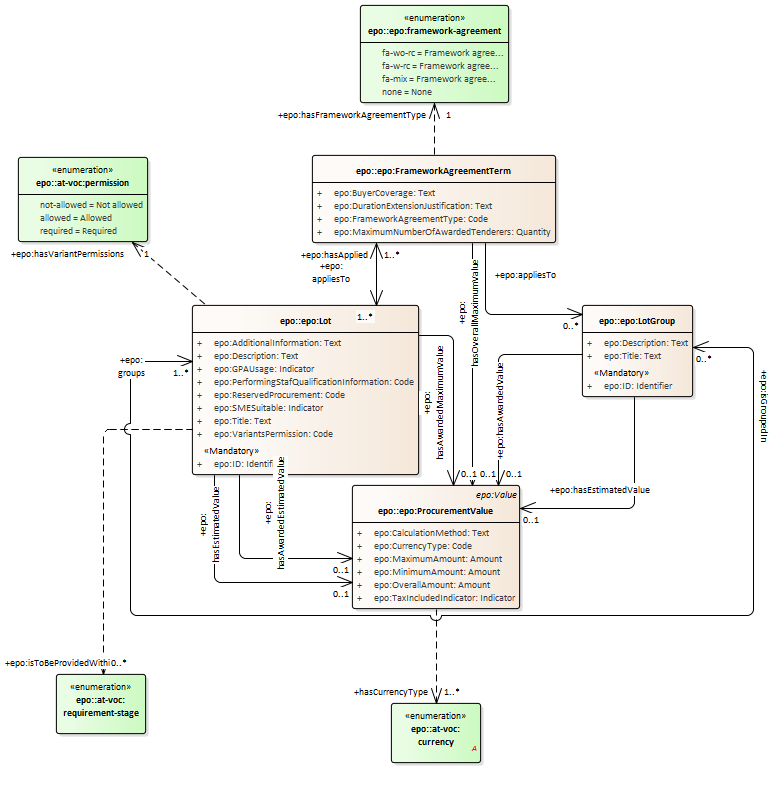 «enumeration»
epo::epo:framework-agreement
fa-wo-rc = Framework agree...
fa-w-rc = Framework agree...
fa-mix = Framework agree...
none = None
+epo:hasFrameworkAgreementType
1
«enumeration»
epo::at-voc:permission
not-allowed = Not allowed
allowed = Allowed
required = Required
+epo:hasVariantPermissions
1
epo::epo:FrameworkAgreementTerm
+ epo:BuyerCoverage: Text
+ epo:DurationExtensionJustification: Text
+ epo:FrameworkAgreementType: Code
+ epo:MaximumNumberOfAwardedTenderers: Quantity
+epo:hasApplied
1..*
+epo:
appliesTo
1..*
+epo:
hasOverallMaximumValue
0..1
+epo:appliesTo
0..*
epo::epo:Lot
+ epo:AdditionalInformation: Text
+ epo:Description: Text
+ epo:GPAUsage: Indicator
+ epo:PerformingStafQualificationInformation: Code
+ epo:ReservedProcurement: Code
+ epo:SMESuitable: Indicator
+ epo:Title: Text
+ epo:VariantsPermission: Code
«Mandatory»
+ epo:ID: Identifi
+epo:
groups
1..*
epo::epo:LotGroup
+ epo:Description: Text
+ epo:Title: Text
«Mandatory»
+ epo:ID: Identifier
0..*
+epo:isGroupedIn
+epo:
hasAwardedMaximumValue
0..1
+epo:hasAwardedValue
0..1
+epo:hasEstimatedValue
0..1
+epo:
hasEstimatedValue
0..1
+epo:
hasAwardedEstimatedValue
0..1
epo:Value
epo::epo:ProcurementValue
+ epo:CalculationMethod: Text
+ epo:CurrencyType: Code
+ epo:MaximumAmount: Amount
+ epo:MinimumAmount: Amount
+ epo:OverallAmount: Amount
+ epo:TaxIncludedIndicator: Indicator
+epo:isToBeProvidedWithi
0..*
«enumeration»
epo::at-voc:
requirement-stage
+hasCurrencyType
1..*
«enumeration»
epo::at-voc:
currency
A